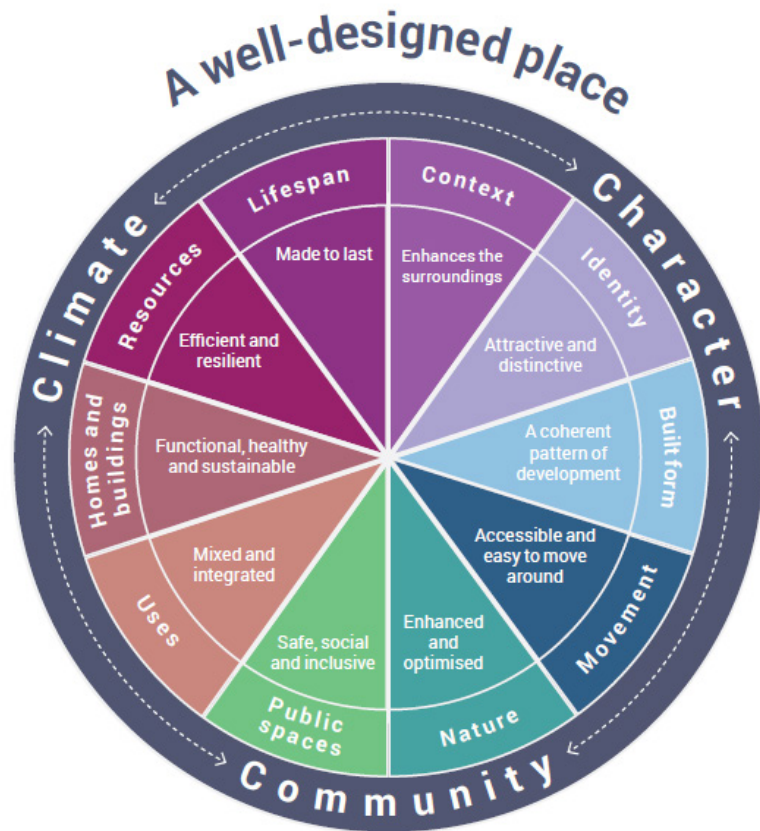 A well-designed place
Climate
Character
Community
Context
Enhances the
surroundings
Identity
Attractive and
distinctive
Built form
A coherent
pattern of
development
Movement
Accessible and
easy to move
around
Nature
Enhanced
and
optimised
Public
spaces
Safe, social
and inclusive
Uses
Mixed and
integrated
Homes and
buildings
Functional, healthy
and sustainable
Resources
Efficient and
resilient
Lifespan
Made to last